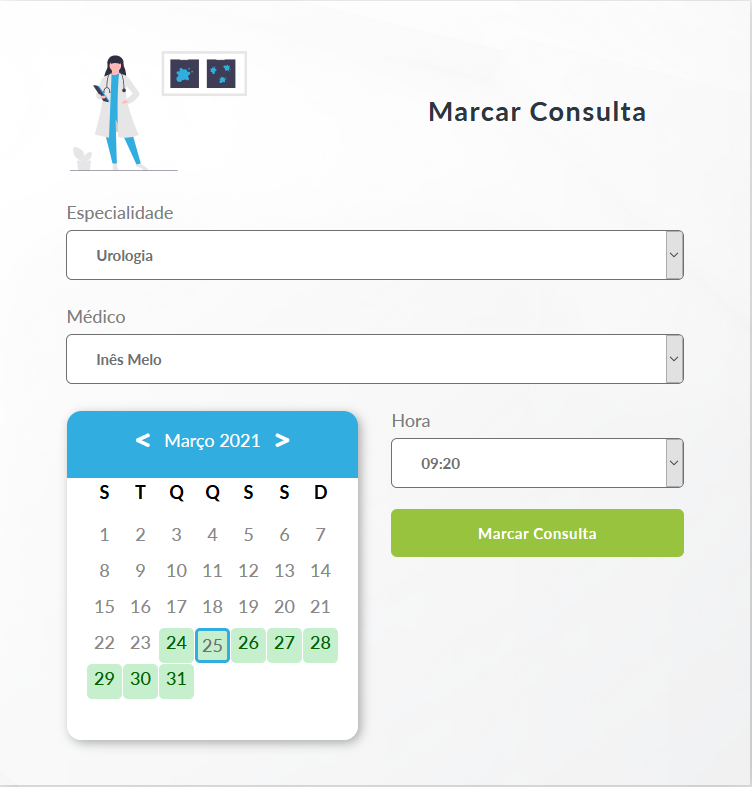 Marcar Consulta
Especialidade
Urologia
Médico
Inês Melo
< Março 2021 >
S T Q Q S S D
1 2 3 4 5 6 7
8 9 10 11 12 13 14
15 16 17 18 19 20 21
22 23 24 25 26 27 28
29 30 31
Hora
09:20
Marcar Consulta